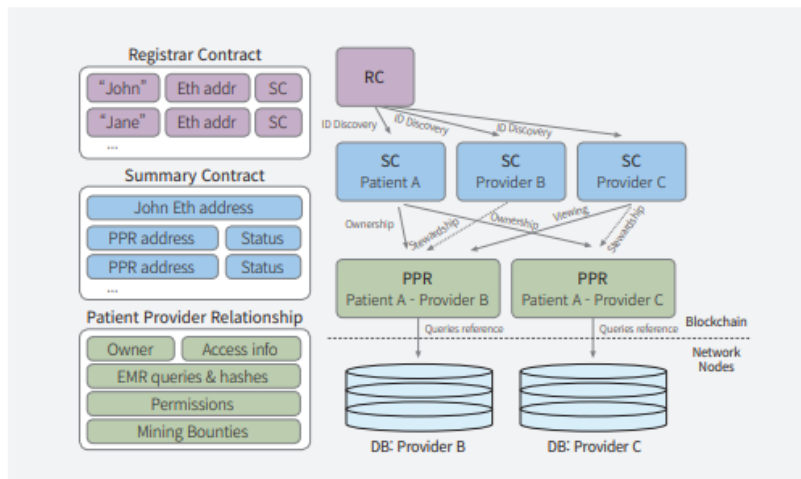 Registrar Contract
“John” Eth addr SC
“Jane” Eth addr SC
...
Summary Contract
John Eth address
PPR address Status
PPR address Status
...
Patient Provider Relationship
Owner Access info
EMR queries & hashes
Permissions
Mining Bounties
RC
ID Discovery ID Discovery ID Discovery
SC
Patient A
SC
Provider B
SC
Provider C
Ownership Stewardship Ownership Viewing Stewardship
PPR
Patient A - Provider B
PPR
Patient A - Provider C
Queries reference Queries reference
Blockchain
Network
Nodes
DB: Provider B
DB: Provider C